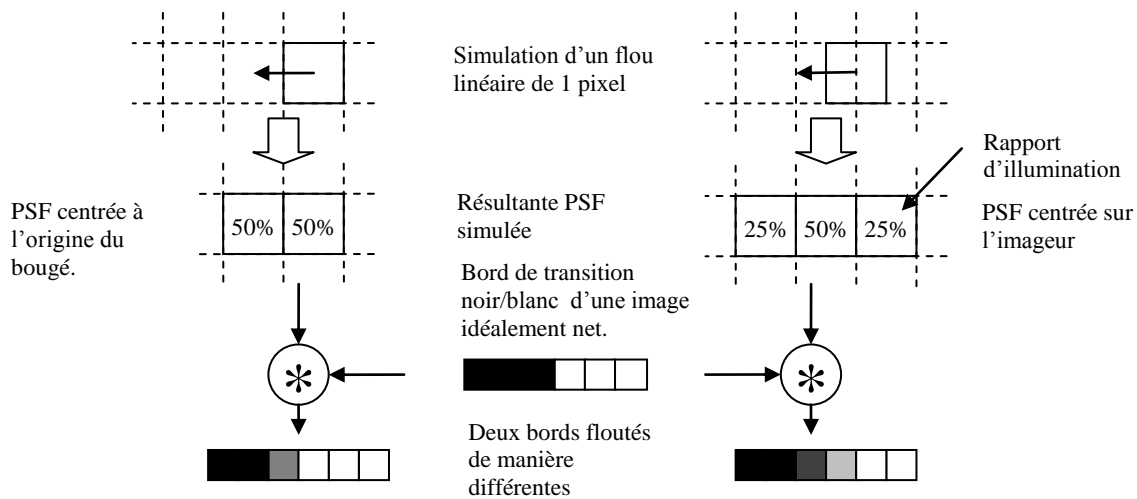 Simulation d'un flou
linéaire de 1 pixel
Rapport
d'illumination
PSF centrée à
l'origine du
bougé.
50% 50%
Résultante PSF
simulée
25% 50% 25%
PSF centrée sur
l'imageur
Bord de transition
noir/blanc d'une image
idéalement net.
* *
Deux bords floutés
de manière
différentes